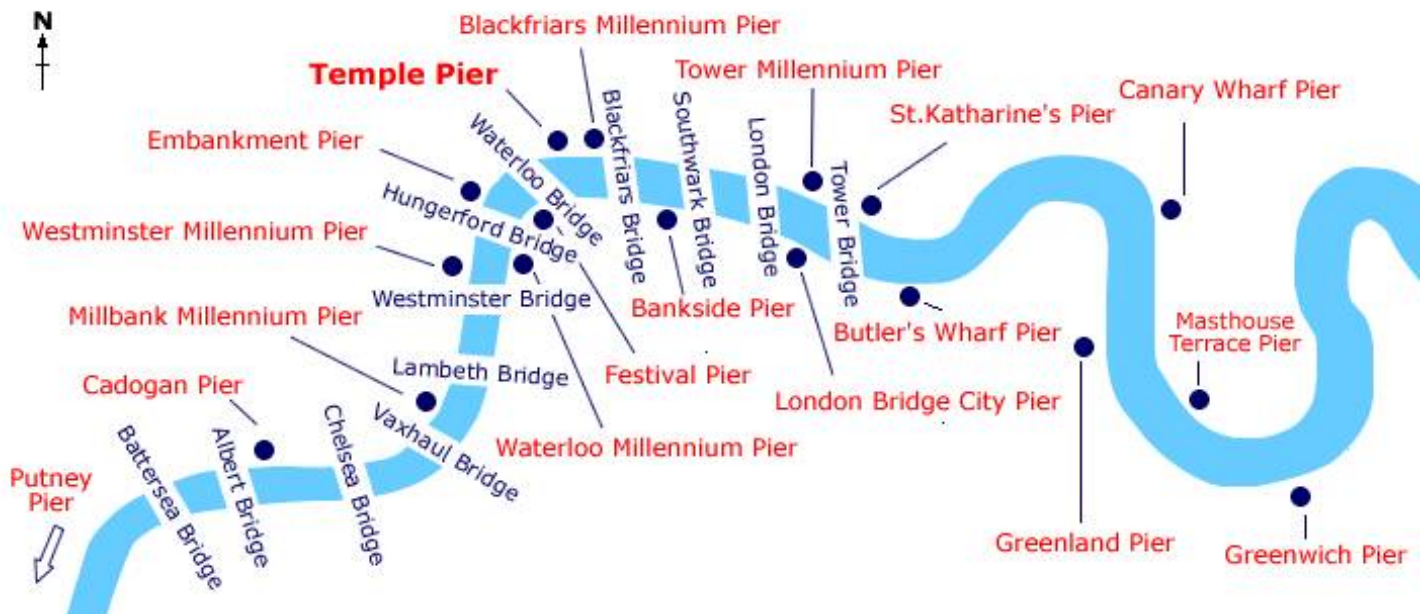 N
Blackfriars Millennium Pier
Temple Pier
Tower Millennium Pier
Canary Wharf Pier
St.Katharine's Pier
Embankment Pier
Waterloo Bridge
Blackfriars Bridge
Southwark Bridge
London Bridge
Tower Bridge
Hungerford Bridge
Westminster Millennium Pier
Westminster Bridge
Millbank Millennium Pier
Bankside Pier
Butler's Wharf Pier
Masthouse
Terrace Pier
Lambeth Bridge
Festival Pier
Cadogan Pier
London Bridge City Pier
Vaxhaul Bridge
Waterloo Millennium Pier
Chelsea Bridge
Albert Bridge
Battersea Bridge
Putney
Pier
Greenland Pier
Greenwich Pier